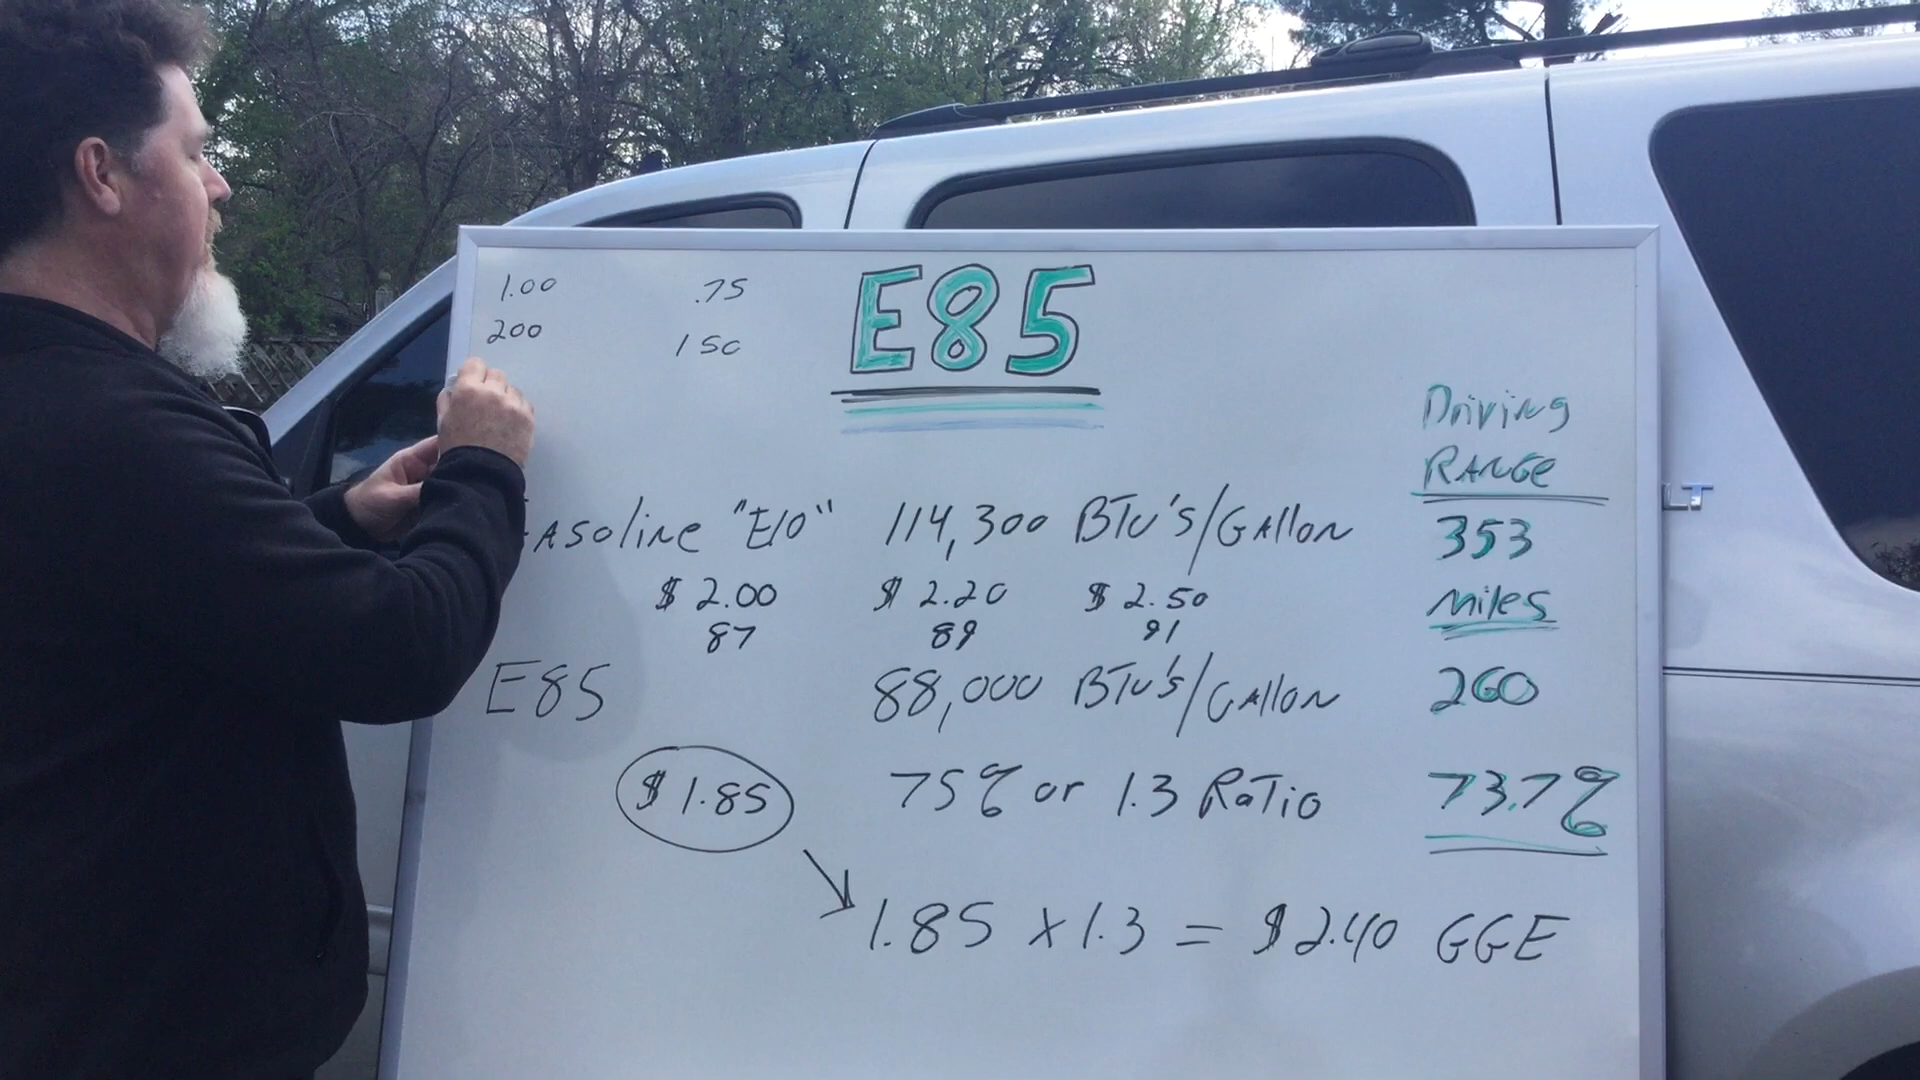 1.00 .75
200 150
E85
Driving
RANGE
Gasoline "E10" 114,300 BTU's/Gallon 353
$2.00 $2.20 $2.50 miles
87 89 91
E85 88,000 BTU's/Gallon 260
$1.85 75% or 1.3 Ratio 73.7%
1.85 x 1.3 = $2.40 GGE
LT